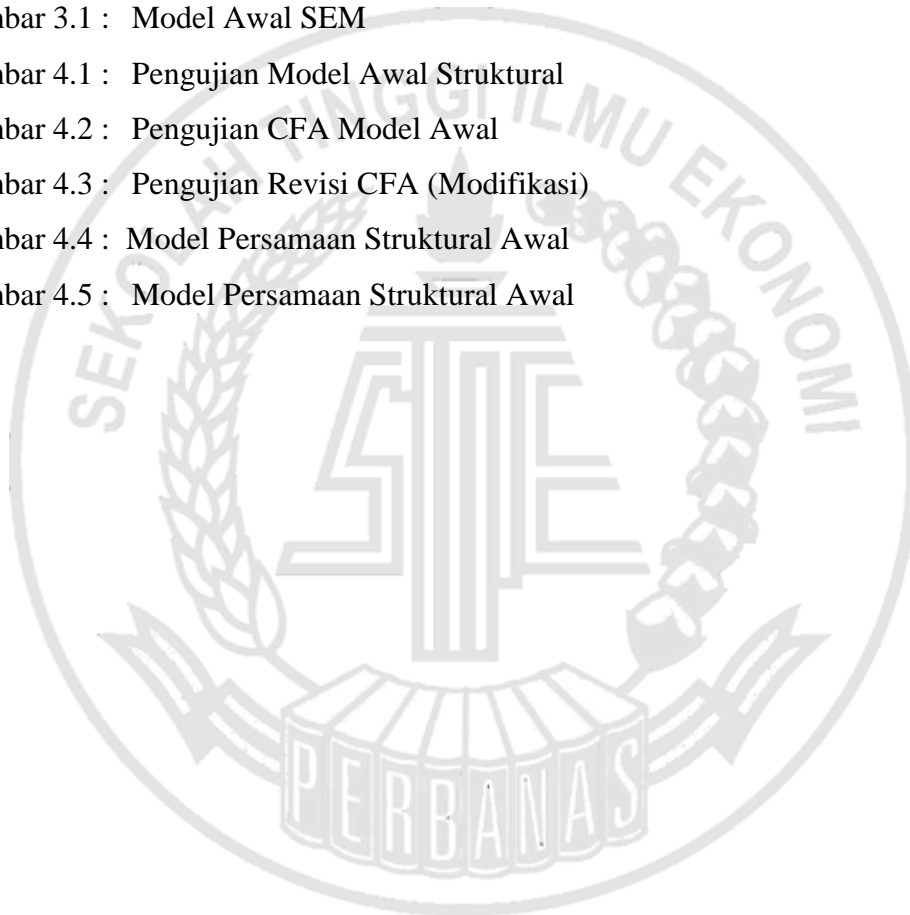 mbar 3.1 : Model Awal SEM
mbar 4.1 : Pengujian Model Awal Struktural
mbar 4.2 : Pengujian CFA Model Awal
mbar 4.3 : Pengujian Revisi CFA (Modifikasi)
mbar 4.4 : Model Persamaan Struktural Awal
mbar 4.5 : Model Persamaan Struktural Awal
SEKOLAH TINGGI ILMU EKONOMI
STIE
PERBANAS